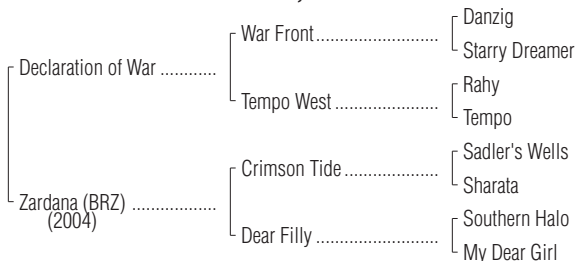 Danzig
War Front
Starry Dreamer
Declaration of War
Rahy
Tempo West
Tempo
Sadler's Wells
Crimson Tide
Sharata
Zardana (BRZ)
(2004)
Southern Halo
Dear Filly
My Dear Girl